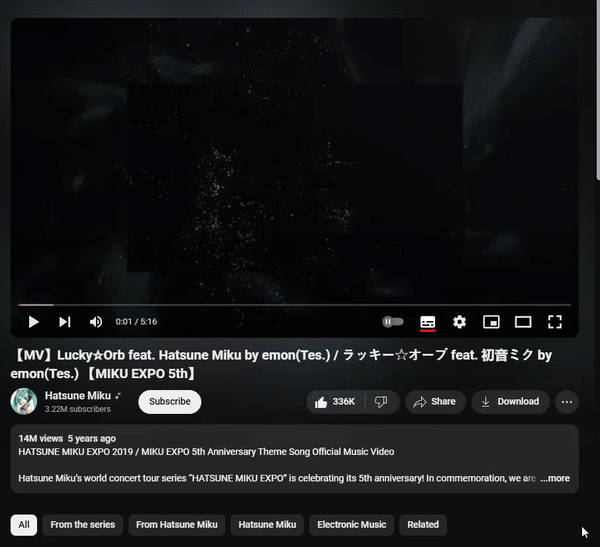 0:01 / 5:16
【MV】Lucky☆Orb feat. Hatsune Miku by emon(Tes.) / ラッキー☆オーブ feat. 初音ミク by
emon(Tes.) 【MIKU EXPO 5th】
Hatsune Miku ♪
3.22M subscribers
Subscribe
336K
Share
Download
14M views 5 years ago
HATSUNE MIKU EXPO 2019 / MIKU EXPO 5th Anniversary Theme Song Official Music Video
Hatsune Miku's world concert tour series “HATSUNE MIKU EXPO” is celebrating its 5th anniversary! In commemoration, we are ...more
All
From the series
From Hatsune Miku
Hatsune Miku
Electronic Music
Related